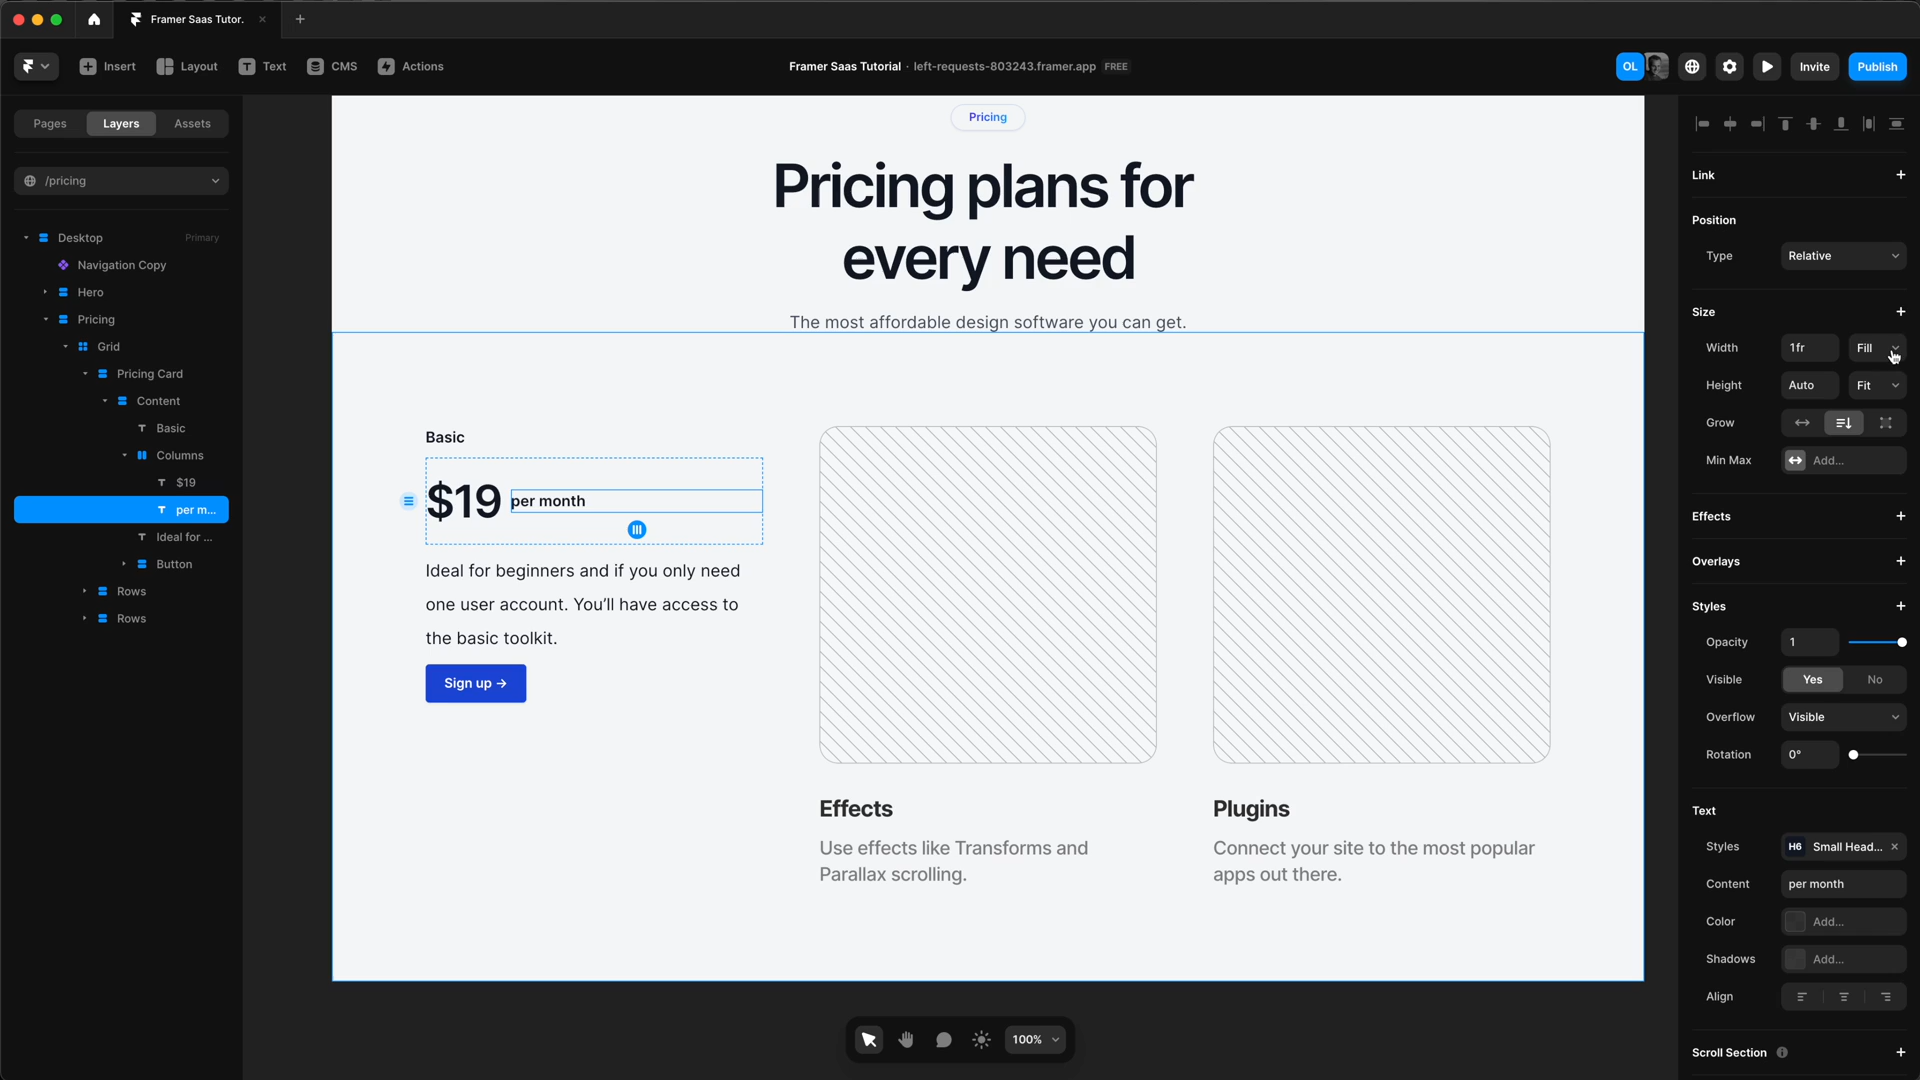 Framer Saas Tutor.
Insert
Layout
Text
CMS
Actions
Framer Saas Tutorial · left-requests-803243.framer.app FREE
OL
Invite
Publish
Pages
Layers
Assets
/pricing
Desktop
Primary
Navigation Copy
Hero
Pricing
Grid
Pricing Card
Content
Basic
Columns
$19
per m...
Ideal for ...
Button
Rows
Rows
Pricing
Pricing plans for
every need
The most affordable design software you can get.
Basic
$19 per month
Ideal for beginners and if you only need
one user account. You’ll have access to
the basic toolkit.
Sign up →
Effects
Use effects like Transforms and
Parallax scrolling.
Plugins
Connect your site to the most popular
apps out there.
100%
Link
Position
Type Relative
Size
Width 1fr Fill
Height Auto Fit
Grow
Min Max Add...
Effects
Overlays
Styles
Opacity 1
Visible Yes No
Overflow Visible
Rotation 0°
Text
Styles H6 Small Head...
Content per month
Color Add...
Shadows Add...
Align
Scroll Section